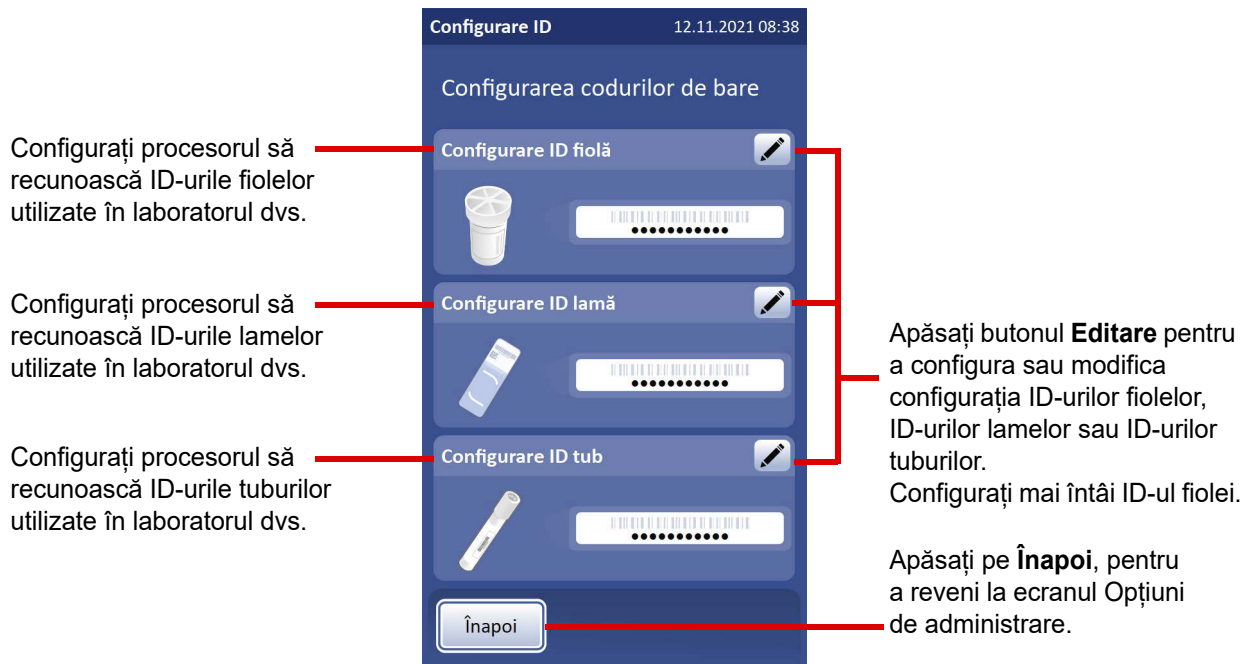 Configurare ID 12.11.2021 08:38
Configurarea codurilor de bare
Configurați procesorul să
recunoască ID-urile fiolelor
utilizate în laboratorul dvs.
Configurare ID fiolă
Configurați procesorul să
recunoască ID-urile lamelor
utilizate în laboratorul dvs.
Configurare ID lamă
Configurați procesorul să
recunoască ID-urile tuburilor
utilizate în laboratorul dvs.
Configurare ID tub
Înapoi
Apăsați butonul Editare pentru
a configura sau modifica
configurația ID-urilor fiolelor,
ID-urilor lamelor sau ID-urilor
tuburilor.
Configurați mai întâi ID-ul fiolei.
Apăsați pe Înapoi, pentru
a reveni la ecranul Opțiuni
de administrare.